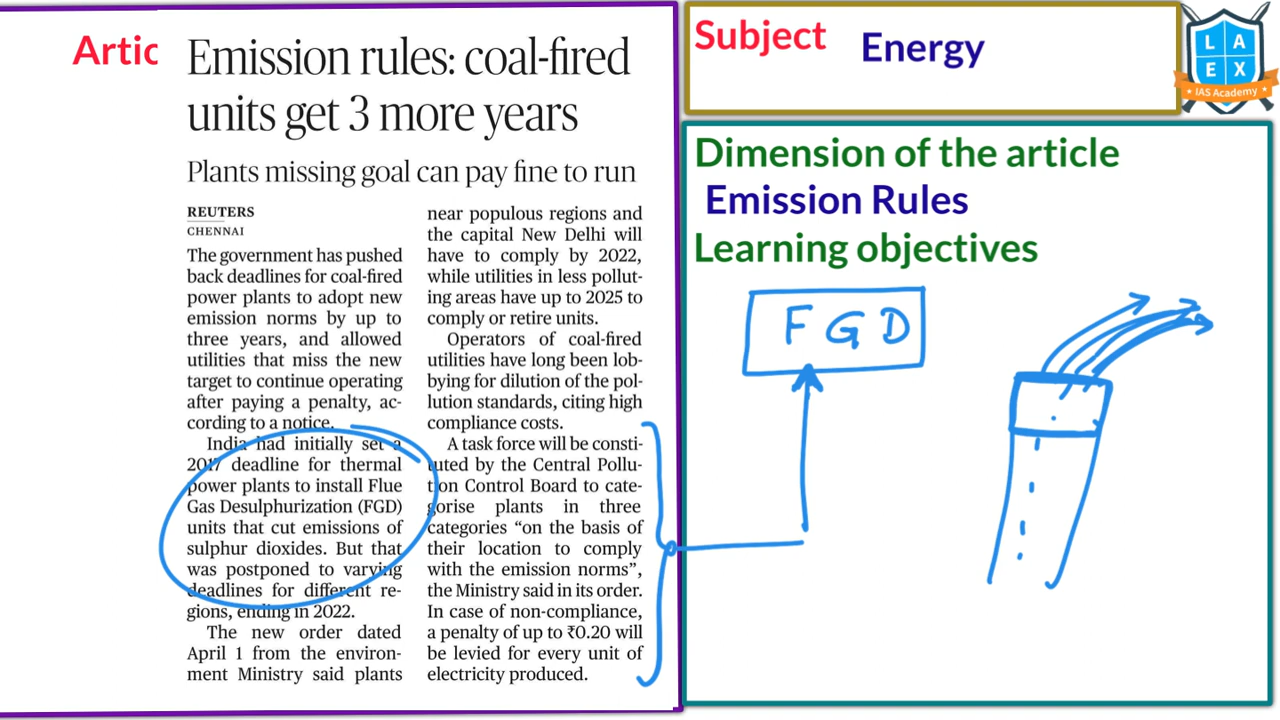 Artic
Emission rules: coal-fired
units get 3 more years
Plants missing goal can pay fine to run
REUTERS
CHENNAI
The government has pushed
back deadlines for coal-fired
power plants to adopt new
emission norms by up to
three years, and allowed
utilities that miss the new
target to continue operating
after paying a penalty, ac-
cording to a notice.
India had initially set a
2017 deadline for thermal
power plants to install Flue
Gas Desulphurization (FGD)
units that cut emissions of
sulphur dioxides. But that
was postponed to varying
deadlines for different re-
gions, ending in 2022.
The new order dated
April 1 from the environ-
ment Ministry said plants
near populous regions and
the capital New Delhi will
have to comply by 2022,
while utilities in less pollut-
ing areas have up to 2025 to
comply or retire units.
Operators of coal-fired
utilities have long been lob-
bying for dilution of the pol-
lution standards, citing high
compliance costs.
A task force will be consti-
tuted by the Central Pollu-
tion Control Board to cate-
gorise plants in three
categories “on the basis of
their location to comply
with the emission norms”,
the Ministry said in its order.
In case of non-compliance,
a penalty of up to ₹0.20 will
be levied for every unit of
electricity produced.
Subject
Energy
L A
E X
IAS Academy
Dimension of the article
Emission Rules
Learning objectives
FGD